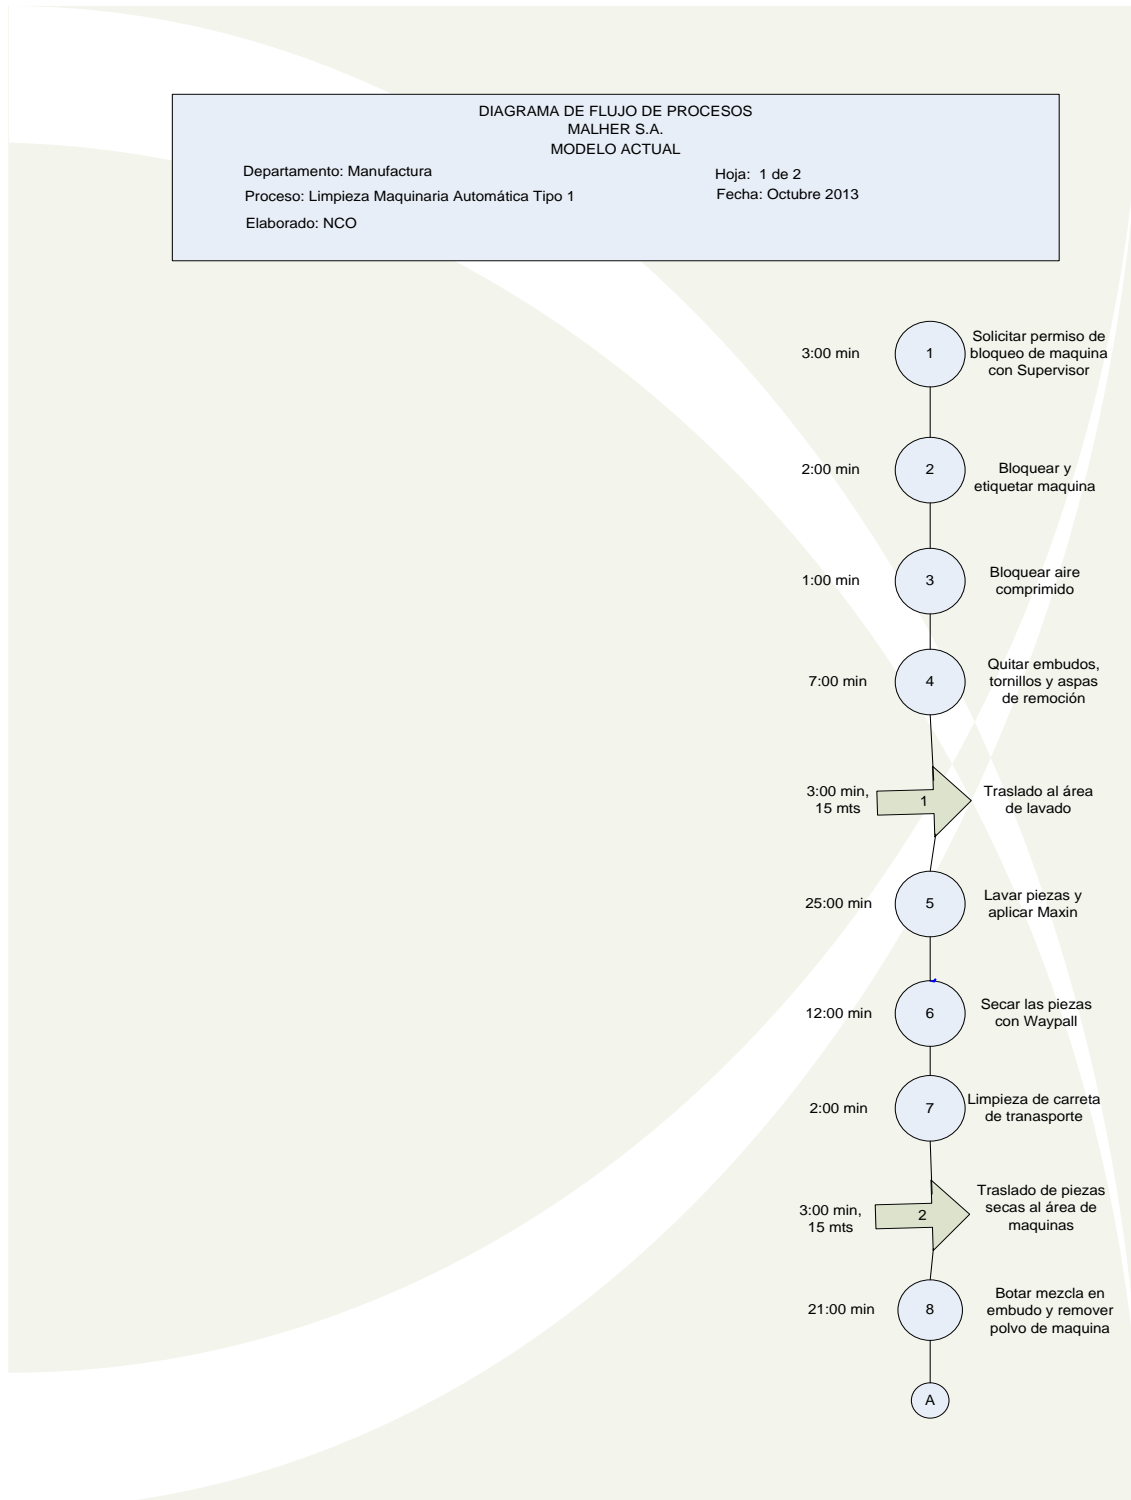 DIAGRAMA DE FLUJO DE PROCESOS
MALHER S.A.
MODELO ACTUAL
Departamento: Manufactura
Hoja: 1 de 2
Proceso: Limpieza Maquinaria Automática Tipo 1
Fecha: Octubre 2013
Elaborado: NCO
3:00 min
1
Solicitar permiso de
bloqueo de maquina
con Supervisor
2:00 min
2
Bloquear y
etiquetar maquina
1:00 min
3
Bloquear aire
comprimido
7:00 min
4
Quitar embudos,
tornillos y aspas
de remoción
3:00 min,
15 mts
1
Traslado al área
de lavado
25:00 min
5
Lavar piezas y
aplicar Maxin
12:00 min
6
Secar las piezas
con Waypall
2:00 min
7
Limpieza de carreta
de tranasporte
3:00 min,
15 mts
2
Traslado de piezas
secas al área de
maquinas
21:00 min
8
Botar mezcla en
embudo y remover
polvo de maquina
A